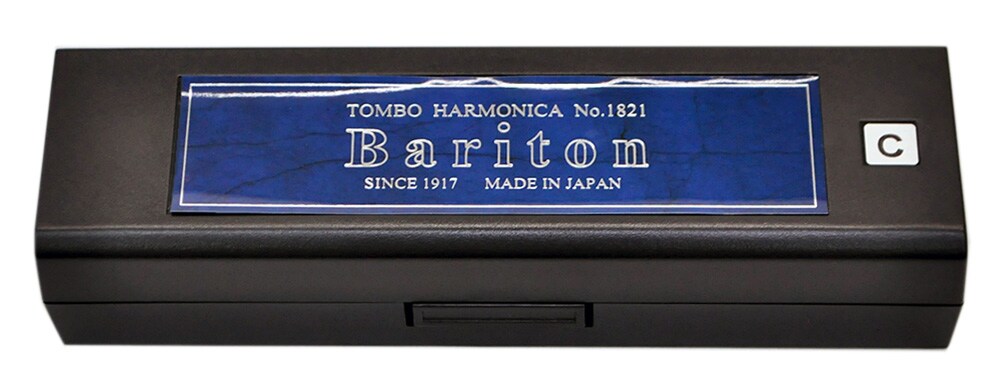 TOMBO HARMONICA No.1821
Bariton
SINCE 1917 MADE IN JAPAN
C